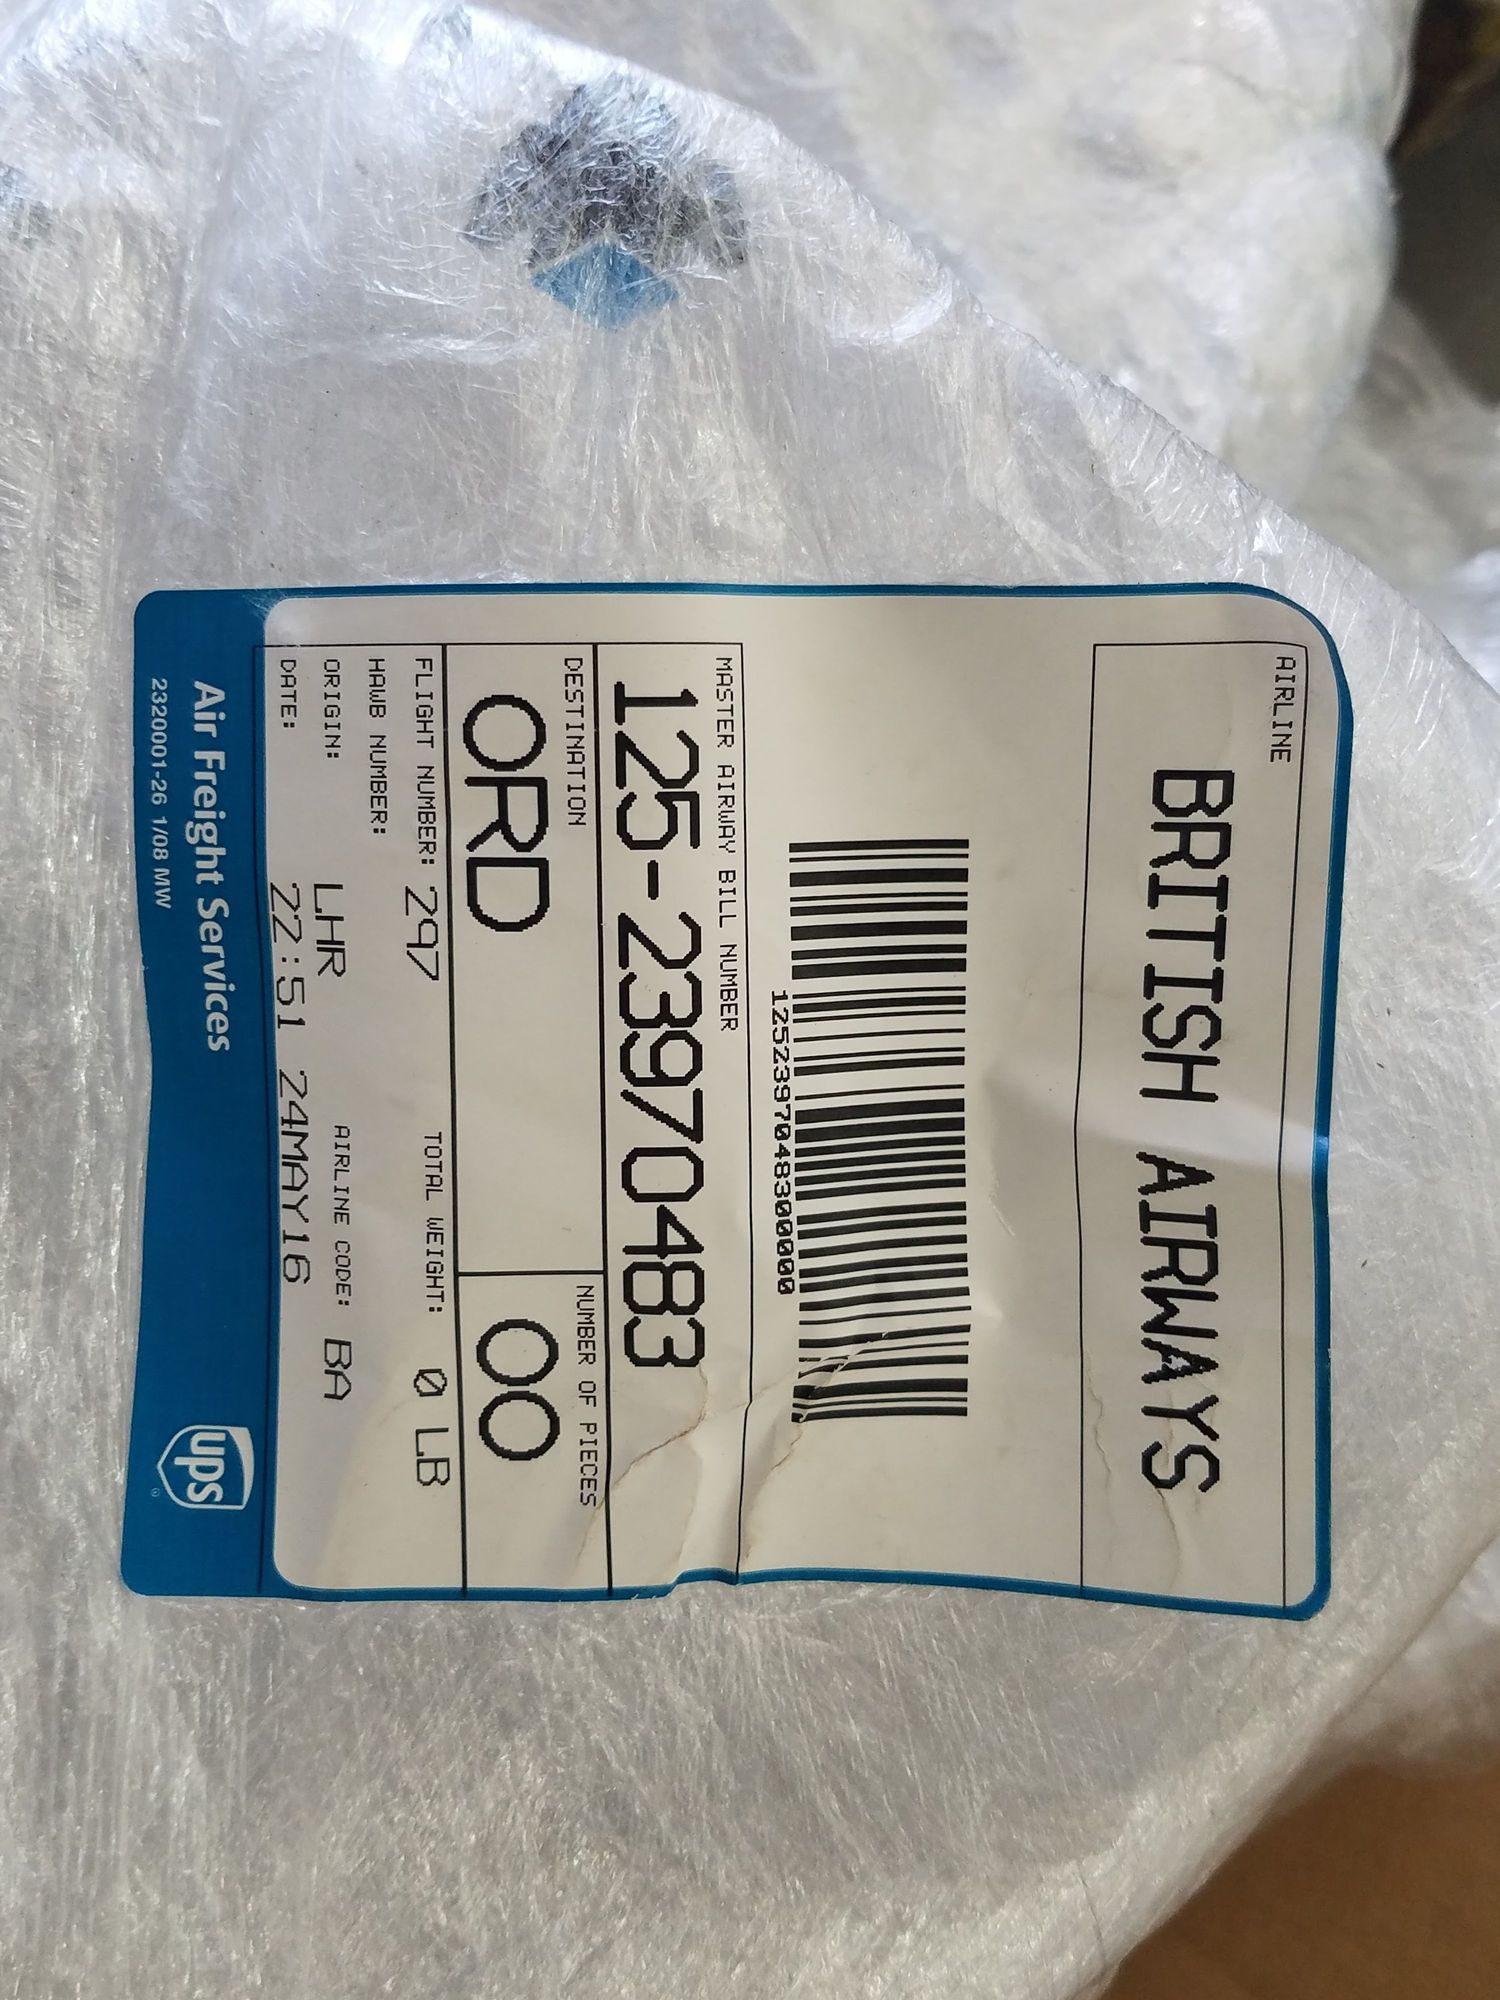 AIRLINE
BRITISH AIRWAYS
1252397048300000
MASTER AIRWAY BILL NUMBER
125-23970483
DESTINATION
ORD
NUMBER OF PIECES
00
FLIGHT NUMBER: 297
TOTAL WEIGHT: 0 LB
HAWB NUMBER:
ORIGIN: LHR
AIRLINE CODE: BA
DATE: 22:51 24MAY16
Air Freight Services
2320001-26 1/08 MW
ups